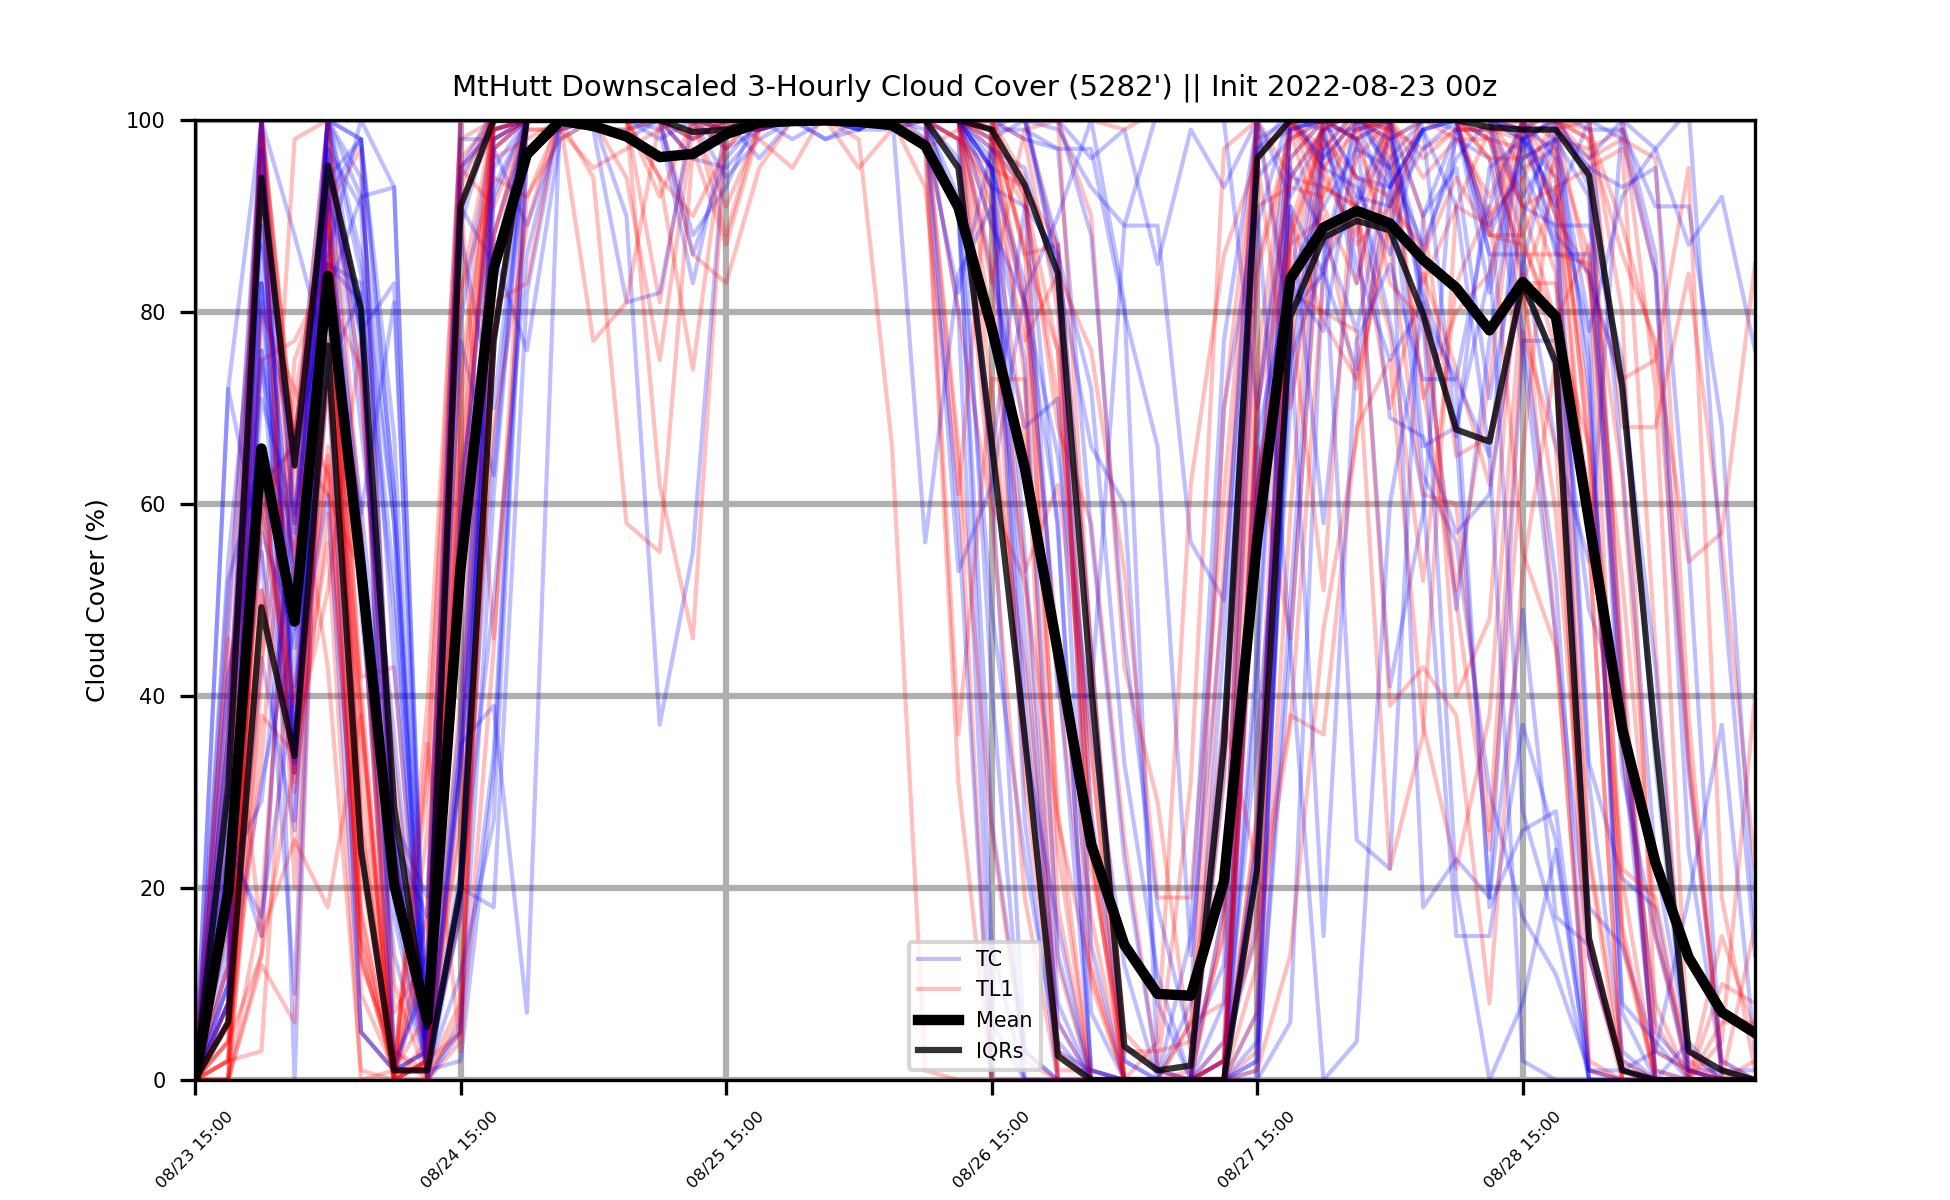 MtHutt Downscaled 3-Hourly Cloud Cover (5282') || Init 2022-08-23 00z
Cloud Cover (%)
100
80
60
40
20
0
TC
TL1
Mean
IQRs
08/23 15:00
08/24 15:00
08/25 15:00
08/26 15:00
08/27 15:00
08/28 15:00